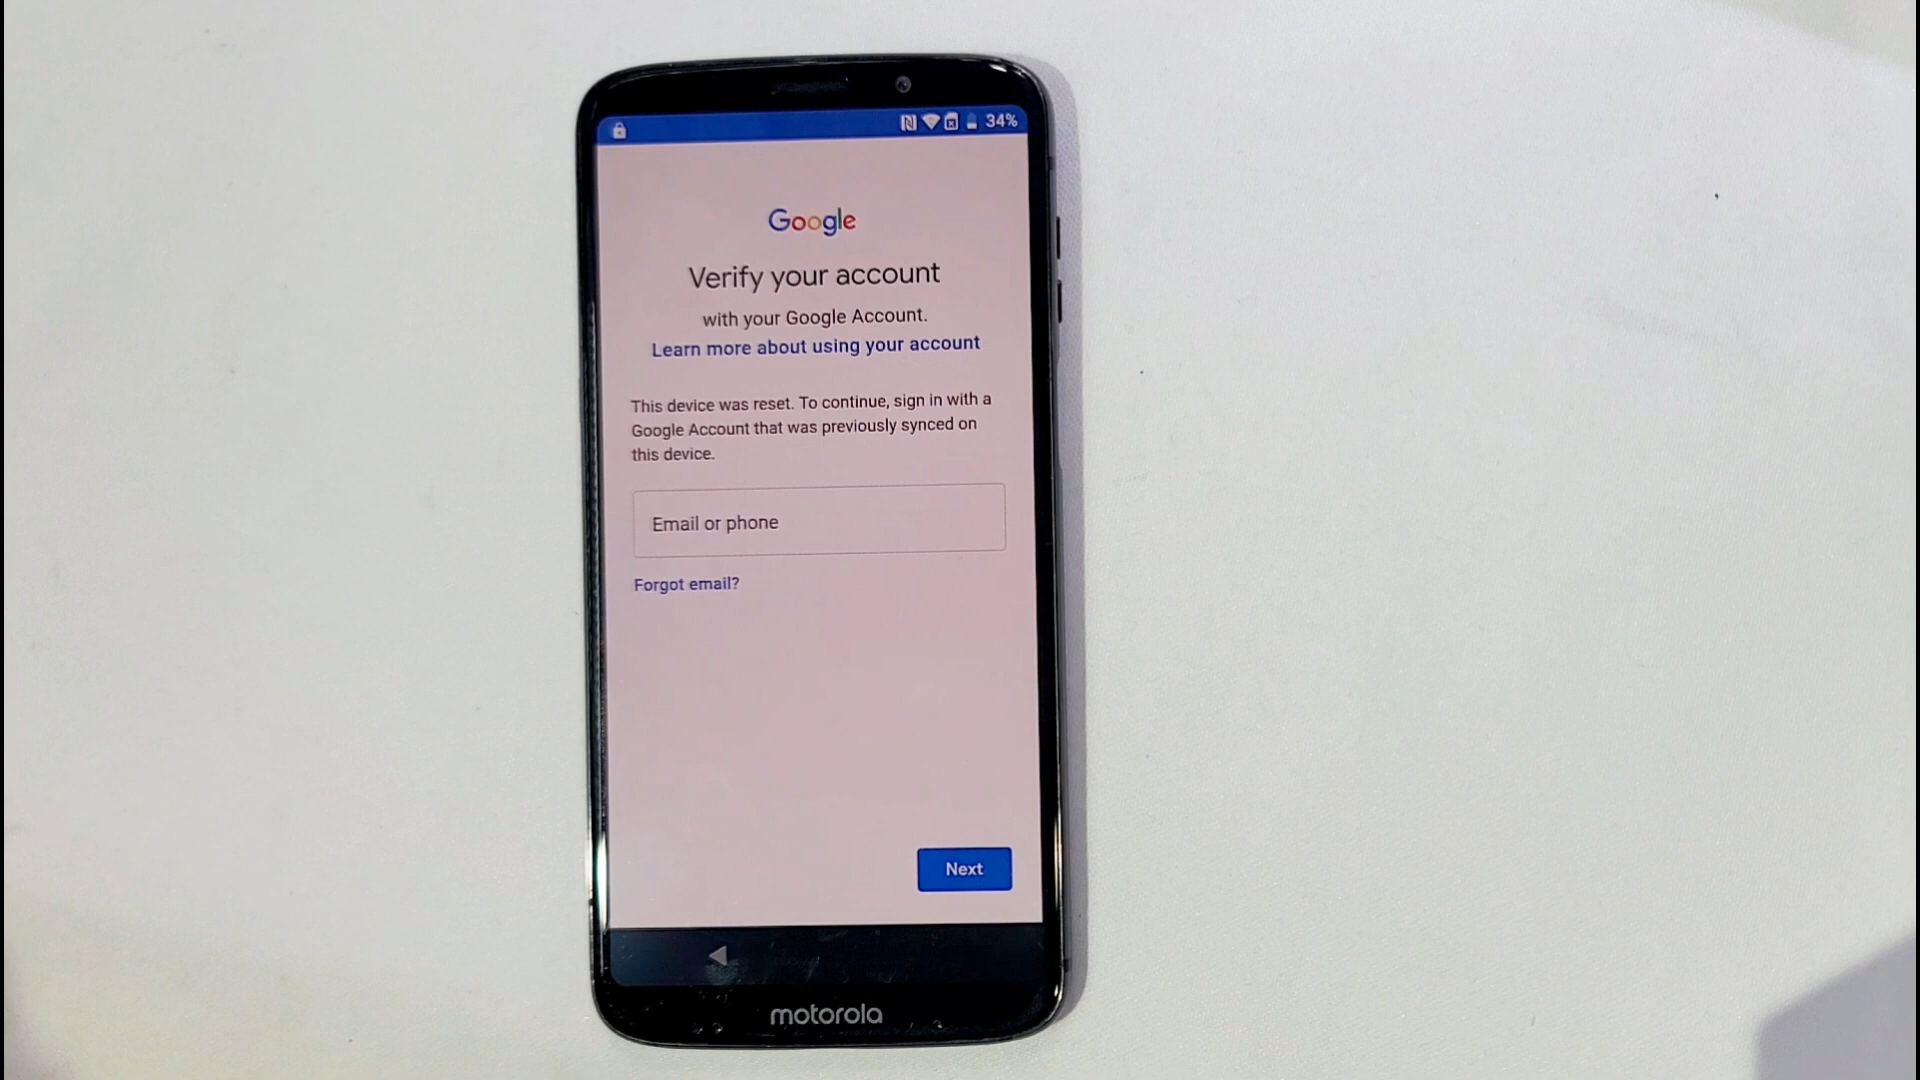 34%
Google
Verify your account
with your Google Account.
Learn more about using your account
This device was reset. To continue, sign in with a
Google Account that was previously synced on
this device.
Email or phone
Forgot email?
Next
motorola